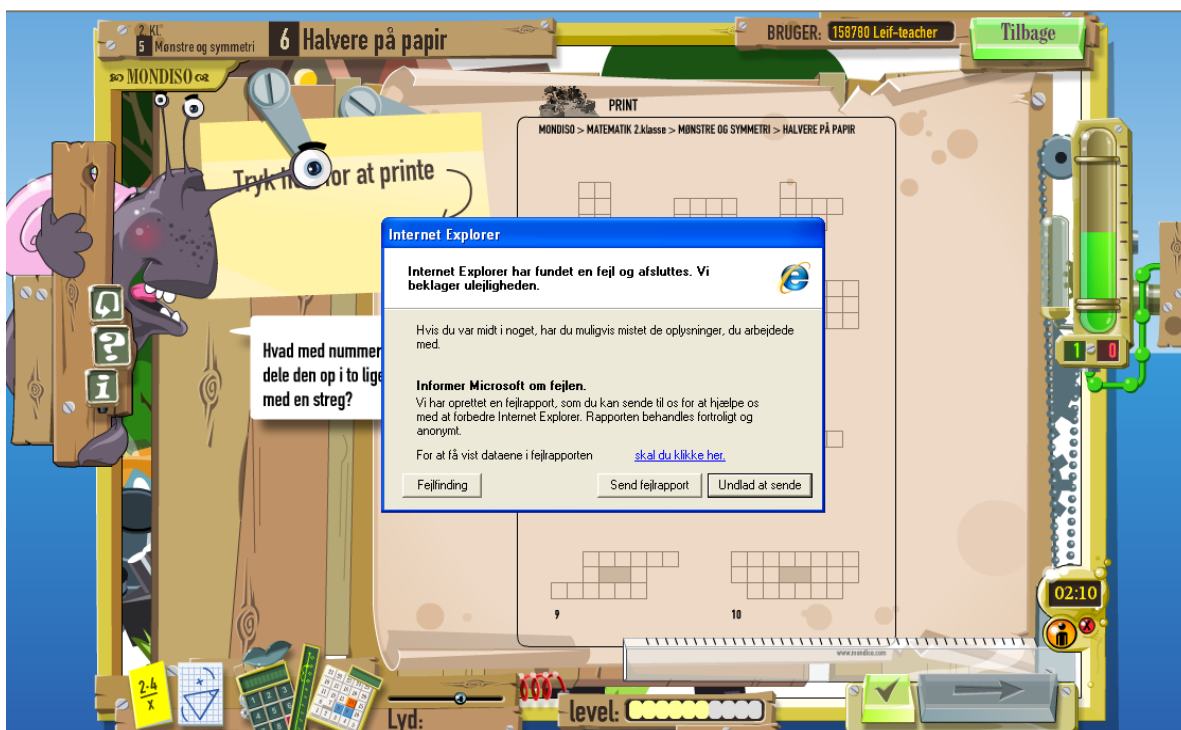 2. KL
5 Mønstre og symmetri
6 Halvere på papir
BRUGER: 158780 Leif-teacher
Tilbage
MONDISO
PRINT
MONDISO > MATEMATIK 2.klasse > MØNSTRE OG SYMMETRI > HALVERE PÅ PAPIR
Tryk for at printe
Internet Explorer
Internet Explorer har fundet en fejl og afsluttes. Vi
beklager ulejligheden.
Hvis du var midt i noget, har du muligvis mistet de oplysninger, du arbejdede
med.
Informer Microsoft om fejlen.
Vi har oprettet en fejlrapport, som du kan sende til os for at hjælpe os
med at forbedre Internet Explorer. Rapporten behandles fortroligt og
anonymt.
For at få vist dataene i fejlrapporten skal du klikke her.
Fejlfinding
Send fejlrapport
Undlad at sende
Hvad med nummer
dele den op i to lige
med en streg?
?
i
1 0
9
10
02:10
www.mondiso.com
2·4
x
Lyd:
level: